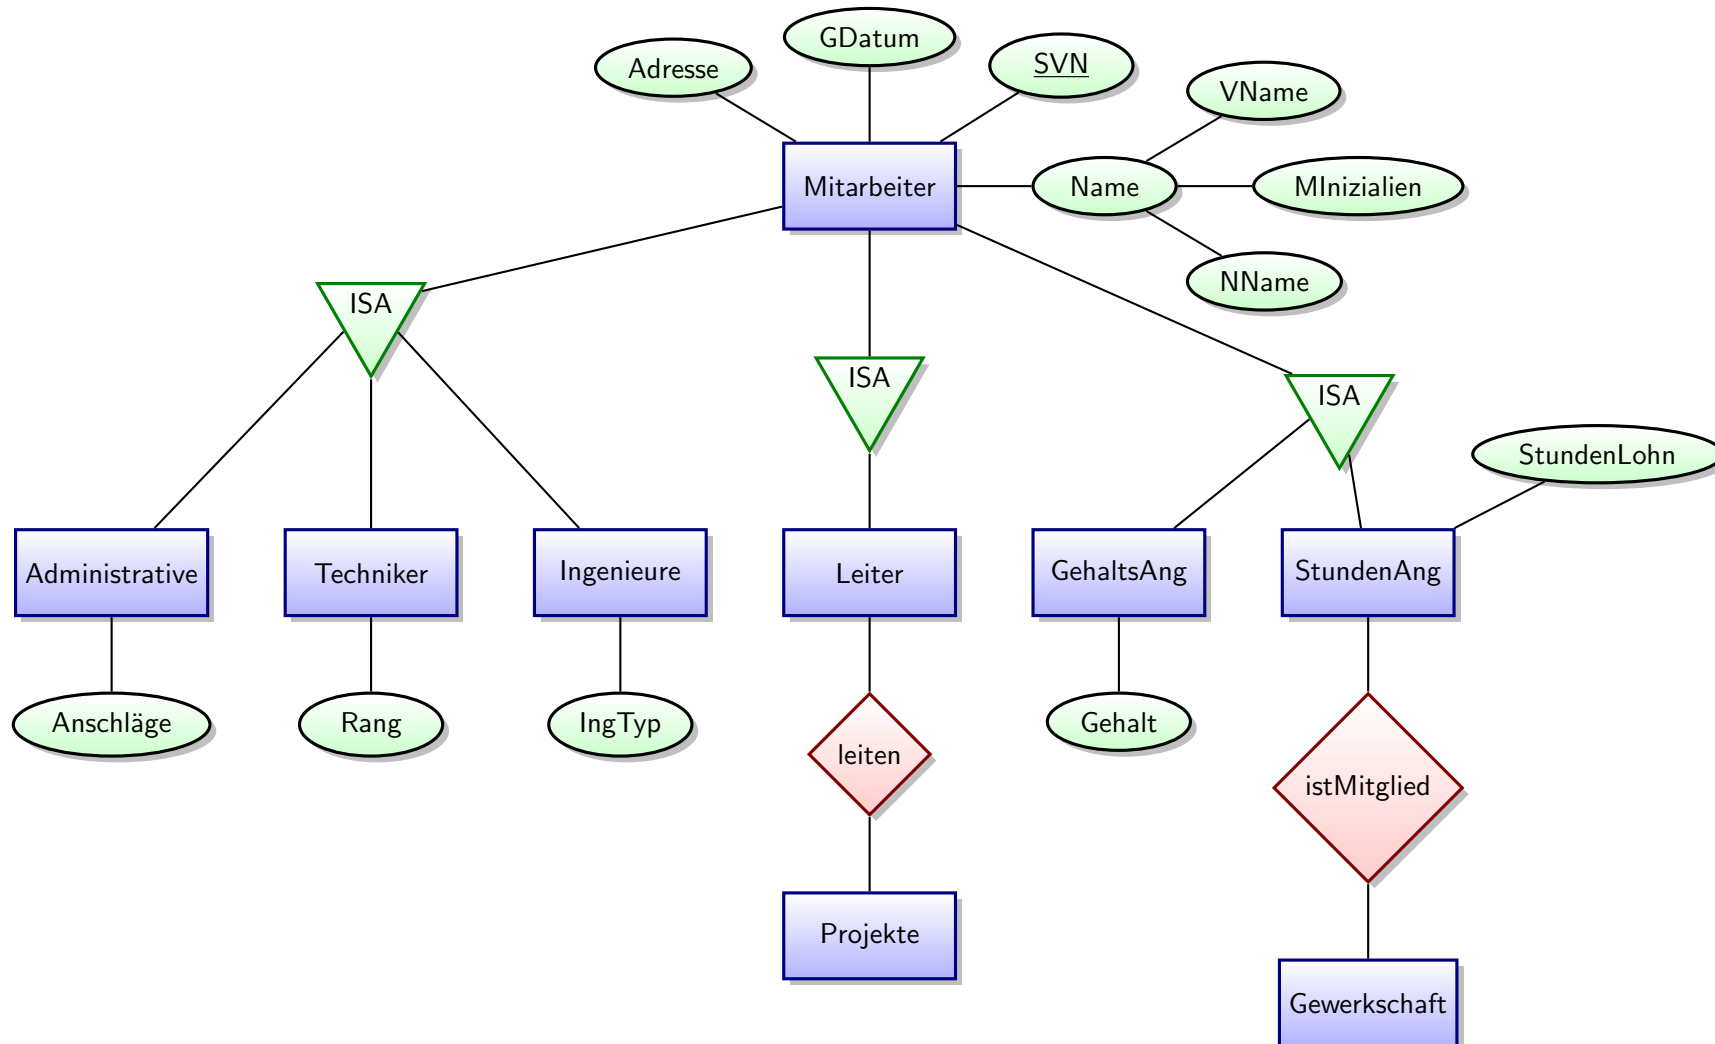 GDatum
Adresse
SVN
VName
Mitarbeiter
Name
MInizialien
NName
ISA
ISA
ISA
StundenLohn
Administrative
Techniker
Ingenieure
Leiter
GehaltsAng
StundenAng
Anschläge
Rang
IngTyp
leiten
Gehalt
istMitglied
Projekte
Gewerkschaft